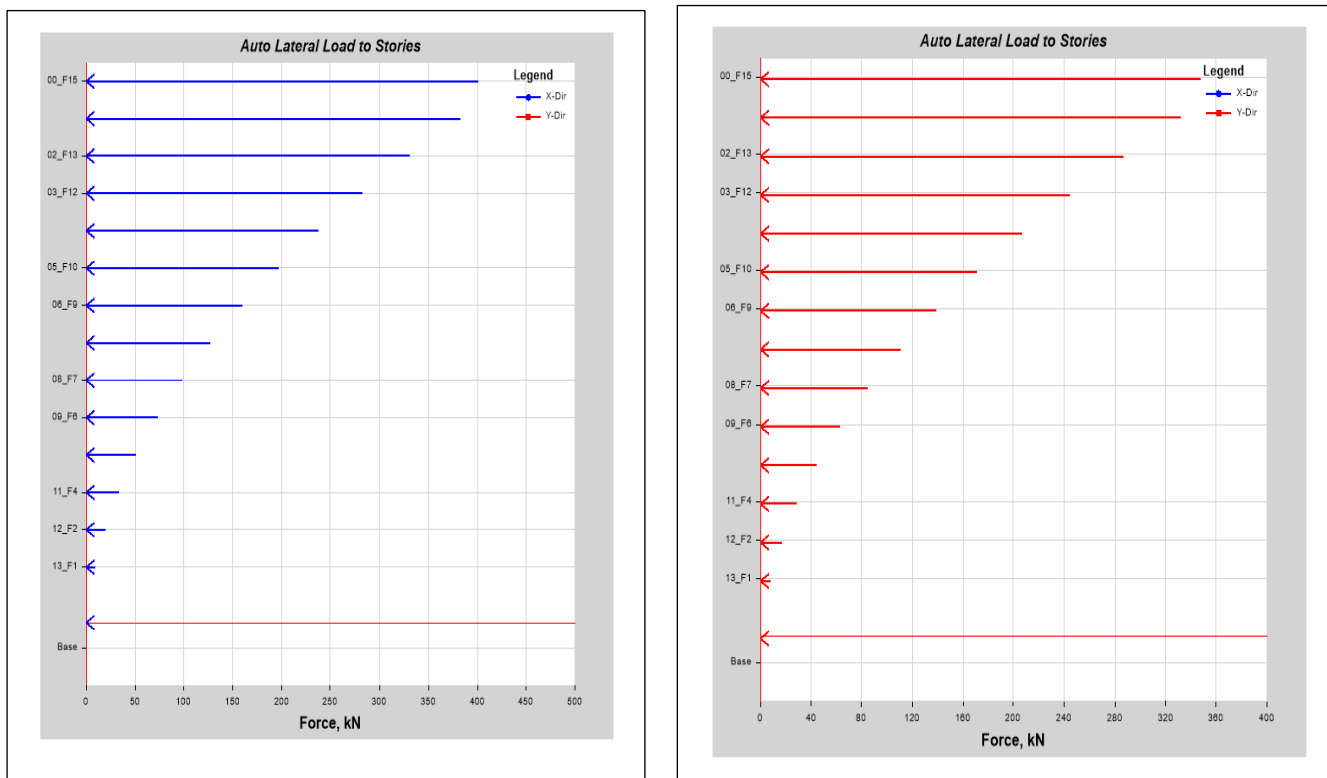 Auto Lateral Load to Stories
Legend
X-Dir
Y-Dir
00_F15
02_F13
03_F12
05_F10
06_F9
08_F7
09_F6
11_F4
12_F2
13_F1
Base
0 50 100 150 200 250 300 350 400 450 500
Force, kN
Auto Lateral Load to Stories
Legend
X-Dir
Y-Dir
00_F15
02_F13
03_F12
05_F10
06_F9
08_F7
09_F6
11_F4
12_F2
13_F1
Base
0 40 80 120 160 200 240 280 320 360 400
Force, kN